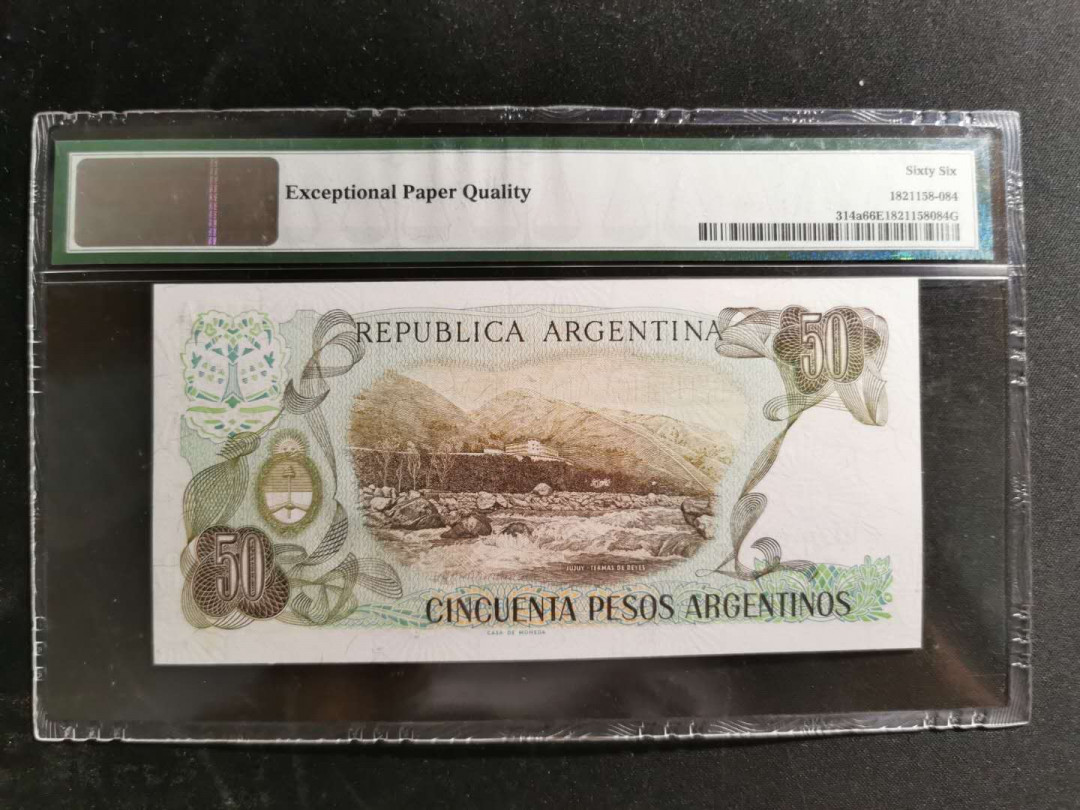 Exceptional Paper Quality
Sixty Six
1821158-084
314a66E1821158084G
REPUBLICA ARGENTINA
50
50
JUJUY - TERMAS DE REYES
CINCUENTA PESOS ARGENTINOS
CASA DE MONEDA